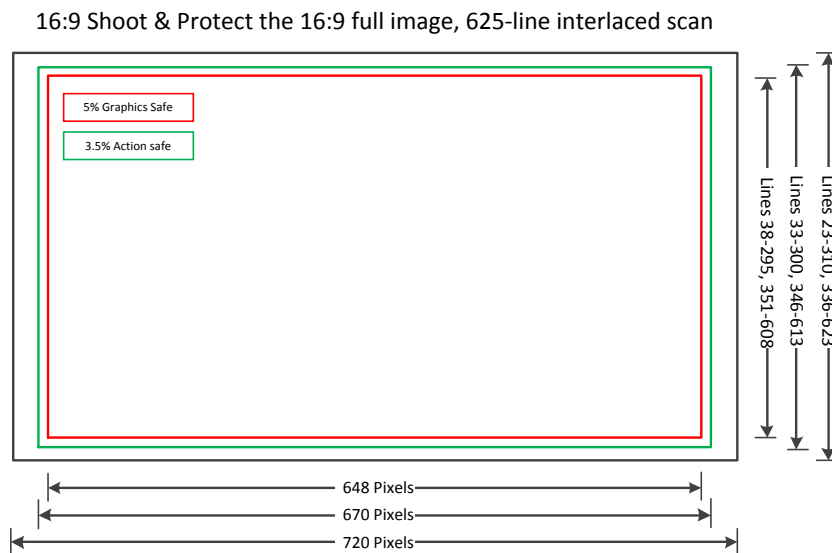 16:9 Shoot & Protect the 16:9 full image, 625-line interlaced scan
5% Graphics Safe
3.5% Action safe
Lines 38-295, 351-608
Lines 33-300, 346-613
Lines 23-310, 336-623
648 Pixels
670 Pixels
720 Pixels